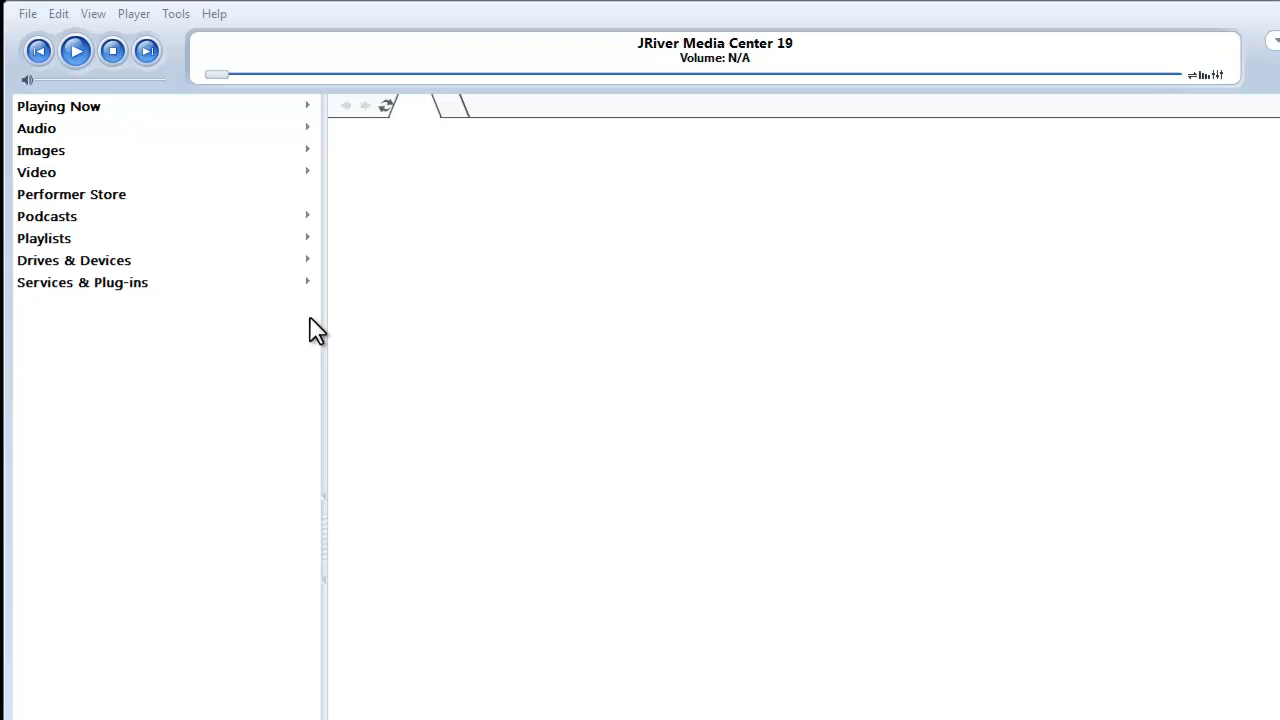 File Edit View Player Tools Help
JRiver Media Center 19
Volume: N/A
Playing Now
Audio
Images
Video
Performer Store
Podcasts
Playlists
Drives & Devices
Services & Plug-ins